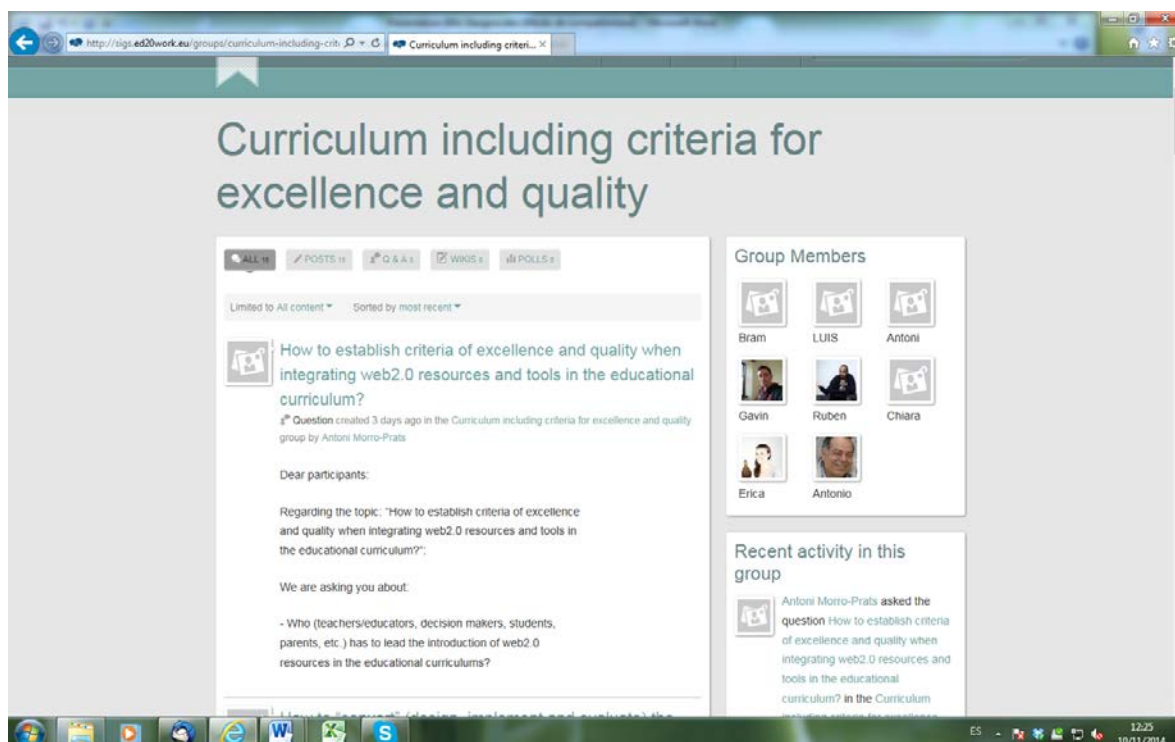 http://sigs.ed20work.eu/groups/curriculum-including-crit
Curriculum including criteri...
Curriculum including criteria for
excellence and quality
ALL
POSTS
Q & A
WIKIS
POLLS
Limited to All content
Sorted by most recent
How to establish criteria of excellence and quality when
integrating web2.0 resources and tools in the educational
curriculum?
Question created 3 days ago in the Curriculum including criteria for excellence and quality
group by Antoni Morro-Prats
Dear participants:
Regarding the topic: "How to establish criteria of excellence
and quality when integrating web2.0 resources and tools in
the educational curriculum?":
We are asking you about:
- Who (teachers/educators, decision makers, students,
parents, etc.) has to lead the introduction of web2.0
resources in the educational curriculums?
Group Members
Bram LUIS Antoni
Gavin Ruben Chiara
Erica Antonio
Recent activity in this
group
Antoni Morro-Prats asked the
question How to establish criteria
of excellence and quality when
integrating web2.0 resources and
tools in the educational
curriculum? in the Curriculum
including criteria for excellence
ES
12:25
10/11/2014